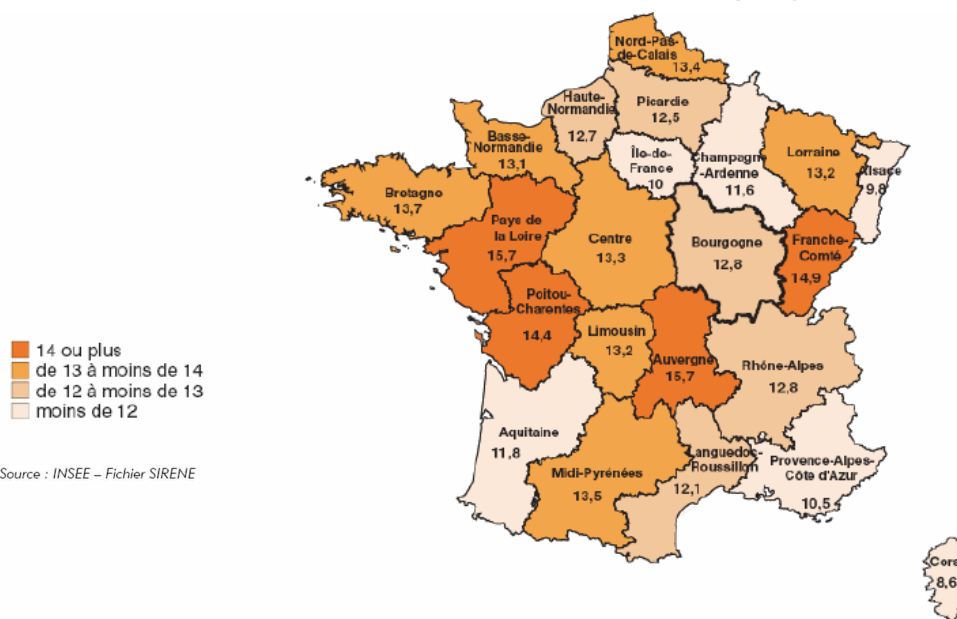 Nord-Pas-
de-Calais
13,4
Haute-
Normandie
12,7
Picardie
12,5
Basse-
Normandie
13,1
Île-de-
France
10
Champagne
-Ardenne
11,6
Lorraine
13,2
Alsace
9,8
Bretagne
13,7
Pays de
la Loire
15,7
Centre
13,3
Bourgogne
12,8
Franche-
Comté
14,9
Poitou-
Charentes
14,4
Limousin
13,2
Auvergne
15,7
Rhône-Alpes
12,8
14 ou plus
de 13 à moins de 14
de 12 à moins de 13
moins de 12
Aquitaine
11,8
Midi-Pyrénées
13,5
Languedoc-
Roussillon
12,1
Provence-Alpes-
Côte d'Azur
10,5
Source : INSEE – Fichier SIRENE
Cors
8,6